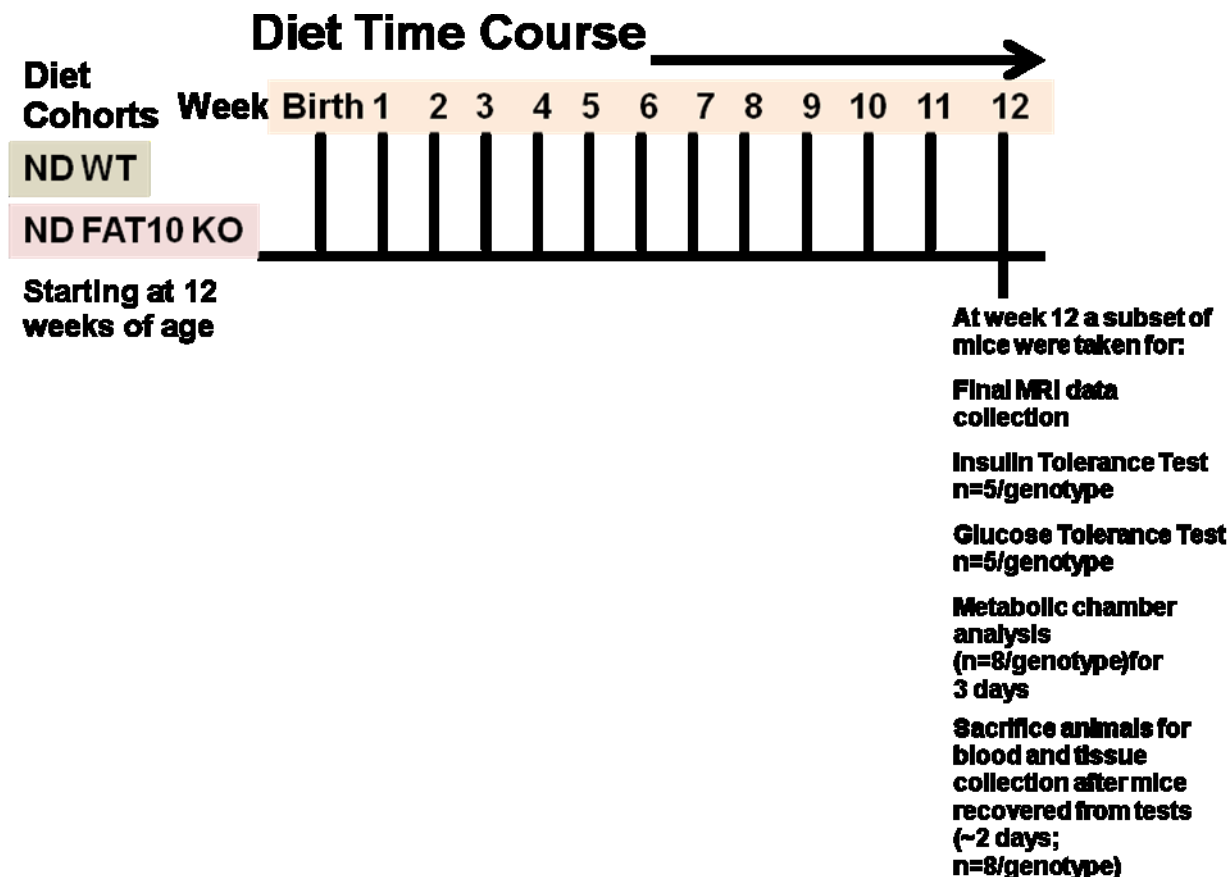 Diet Time Course
Diet
Cohorts
Week Birth 1 2 3 4 5 6 7 8 9 10 11 12
ND WT
ND FAT10 KO
Starting at 12
weeks of age
At week 12 a subset of
mice were taken for:
Final MRI data
collection
Insulin Tolerance Test
n=5/genotype
Glucose Tolerance Test
n=5/genotype
Metabolic chamber
analysis
(n=8/genotype)for
3 days
Sacrifice animals for
blood and tissue
collection after mice
recovered from tests
(~2 days;
n=8/genotype)